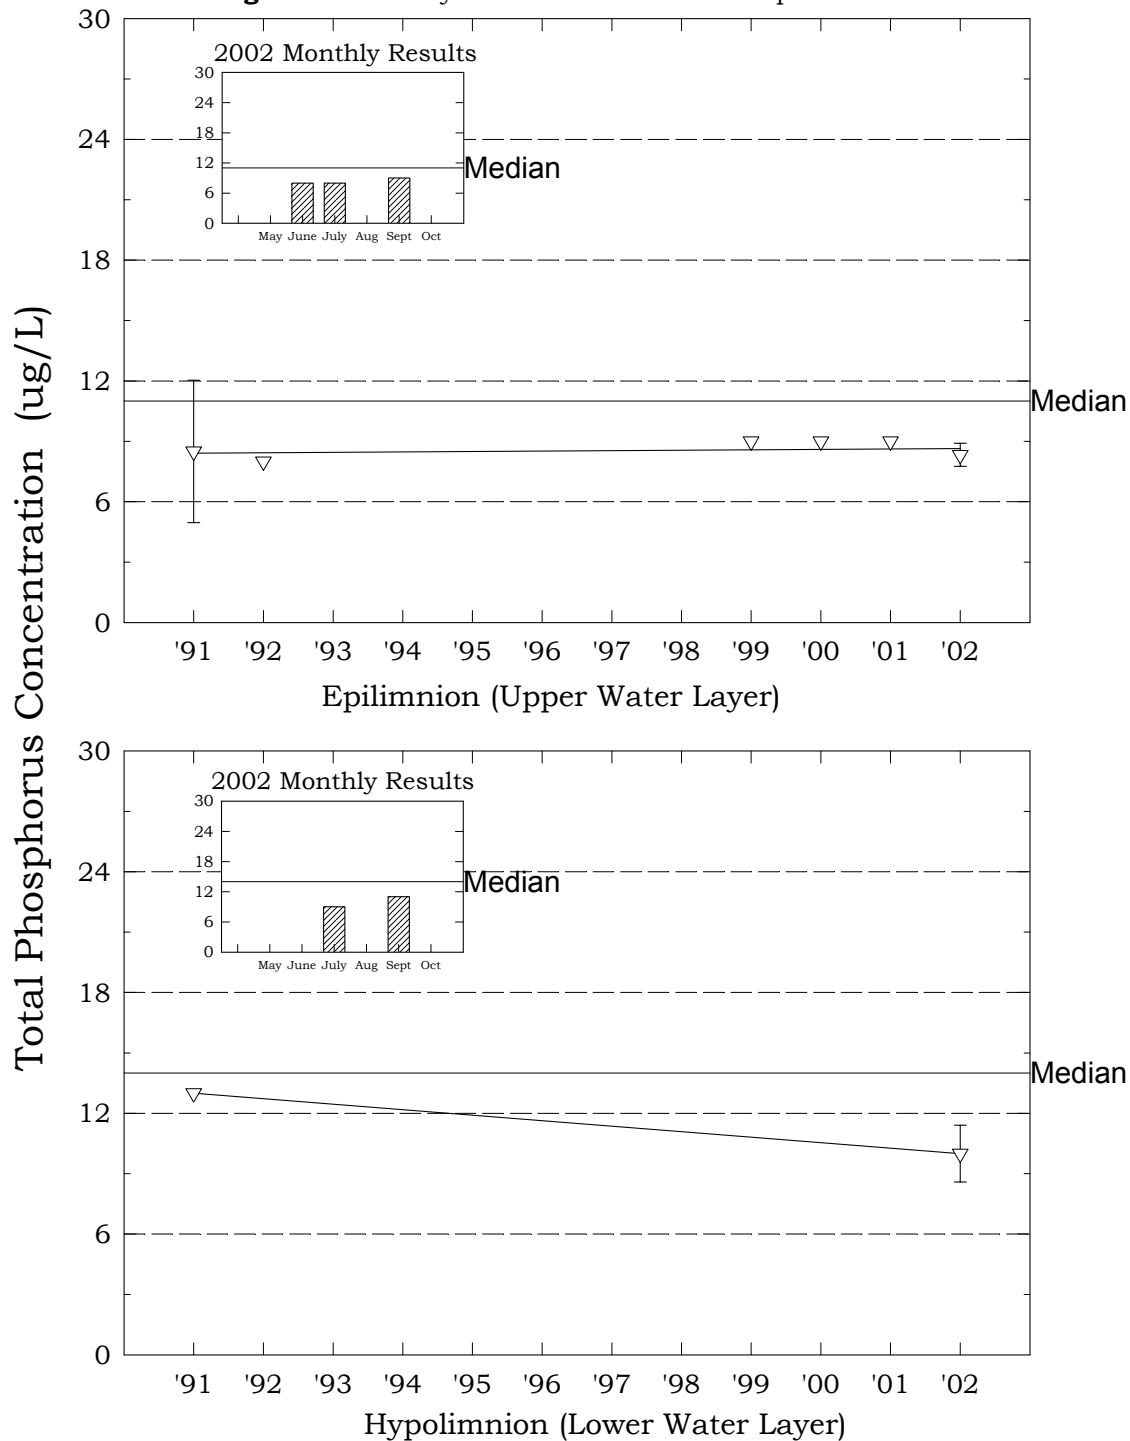 Total Phosphorus Concentration (ug/L)
30
24
18
12
6
0
2002 Monthly Results
30
24
18
12
6
0
Median
May June July Aug Sept Oct
Median
'91 '92 '93 '94 '95 '96 '97 '98 '99 '00 '01 '02
Epilimnion (Upper Water Layer)
30
24
18
12
6
0
2002 Monthly Results
30
24
18
12
6
0
Median
May June July Aug Sept Oct
Median
'91 '92 '93 '94 '95 '96 '97 '98 '99 '00 '01 '02
Hypolimnion (Lower Water Layer)